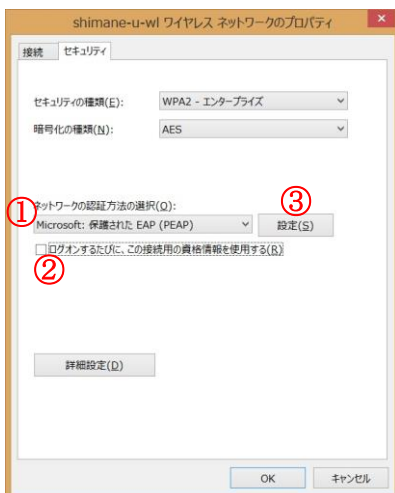 shimane-u-wl ワイヤレス ネットワークのプロパティ
接続 セキュリティ
セキュリティの種類(E): WPA2 - エンタープライズ
暗号化の種類(N): AES
③
ネットワークの認証方法の選択(O):
① Microsoft: 保護された EAP (PEAP) 設定(S)
ログオンするたびに、この接続用の資格情報を使用する(R)
②
詳細設定(D)
OK キャンセル